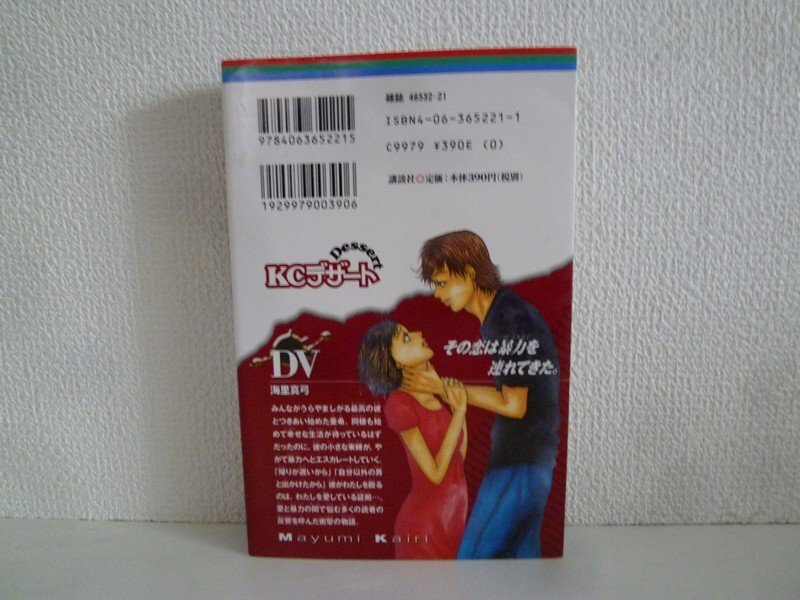 雑誌 46552-21
ISBN4-06-365221-1
9784063652215
C9979 ¥390E (0)
講談社◎定価:本体390円(税別)
1929979003906
Dessert
KCデザート
その恋は暴力を
連れてきた。
DV
海里真弓
みんながうらやましがる最高の彼
とつきあい始めた亜希。同棲も始
めて幸せな生活が待っているはず
だったのに、彼の小さな束縛が、や
がて暴力へとエスカレートしていく。
「帰りが遅いから」「自分以外の男
と出かけたから」彼がわたしを殴る
のは、わたしを愛している証拠…。
愛と暴力の間で悩む多くの読者の
反響を呼んだ衝撃の物語。
Mayumi Kairi